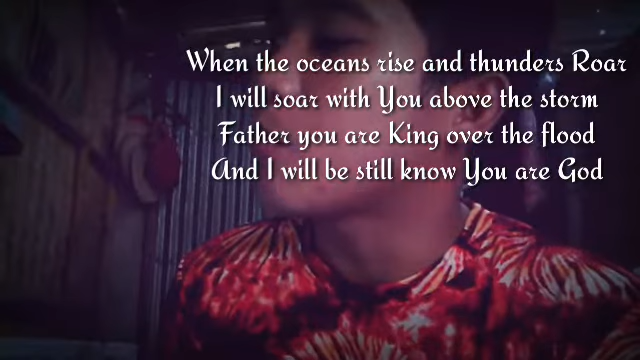 When the oceans rise and thunders Roar
I will soar with You above the storm
Father you are King over the flood
And I will be still know You are God